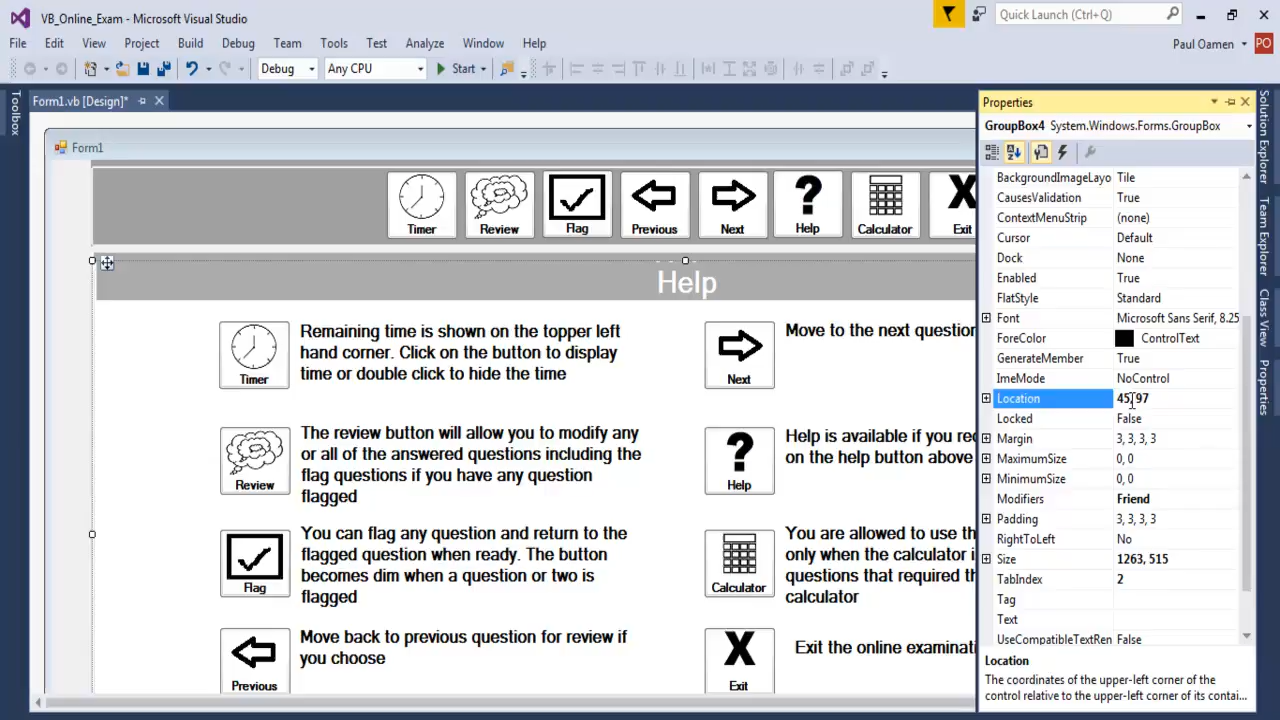 VB_Online_Exam - Microsoft Visual Studio
Quick Launch (Ctrl+Q)
File Edit View Project Build Debug Team Tools Test Analyze Window Help
Paul Oamen
PO
Debug Any CPU Start
Toolbox
Form1.vb [Design]*
Form1
Timer Review Flag Previous Next Help Calculator Exit
Help
Timer
Remaining time is shown on the topper left
hand corner. Click on the button to display
time or double click to hide the time
Next
Move to the next question
Review
The review button will allow you to modify any
or all of the answered questions including the
flag questions if you have any question
flagged
Help
Help is available if you
on the help button above
Flag
You can flag any question and return to the
flagged question when ready. The button
becomes dim when a question or two is
flagged
Calculator
You are allowed to use
only when the calculator
questions that required
calculator
Previous
Move back to previous question for review if
you choose
Exit
Exit the online
Properties
GroupBox4 System.Windows.Forms.GroupBox
BackgroundImageLayo Tile
CausesValidation True
ContextMenuStrip (none)
Cursor Default
Dock None
Enabled True
FlatStyle Standard
Font Microsoft Sans Serif, 8.25
ForeColor ControlText
GenerateMember True
ImeMode NoControl
Location 45, 97
Locked False
Margin 3, 3, 3, 3
MaximumSize 0, 0
MinimumSize 0, 0
Modifiers Friend
Padding 3, 3, 3, 3
RightToLeft No
Size 1263, 515
TabIndex 2
Tag
Text
UseCompatibleTextRen False
Location
The coordinates of the upper-left corner of the
control relative to the upper-left corner of its contai...
Solution Explorer
Team Explorer
Class View
Properties